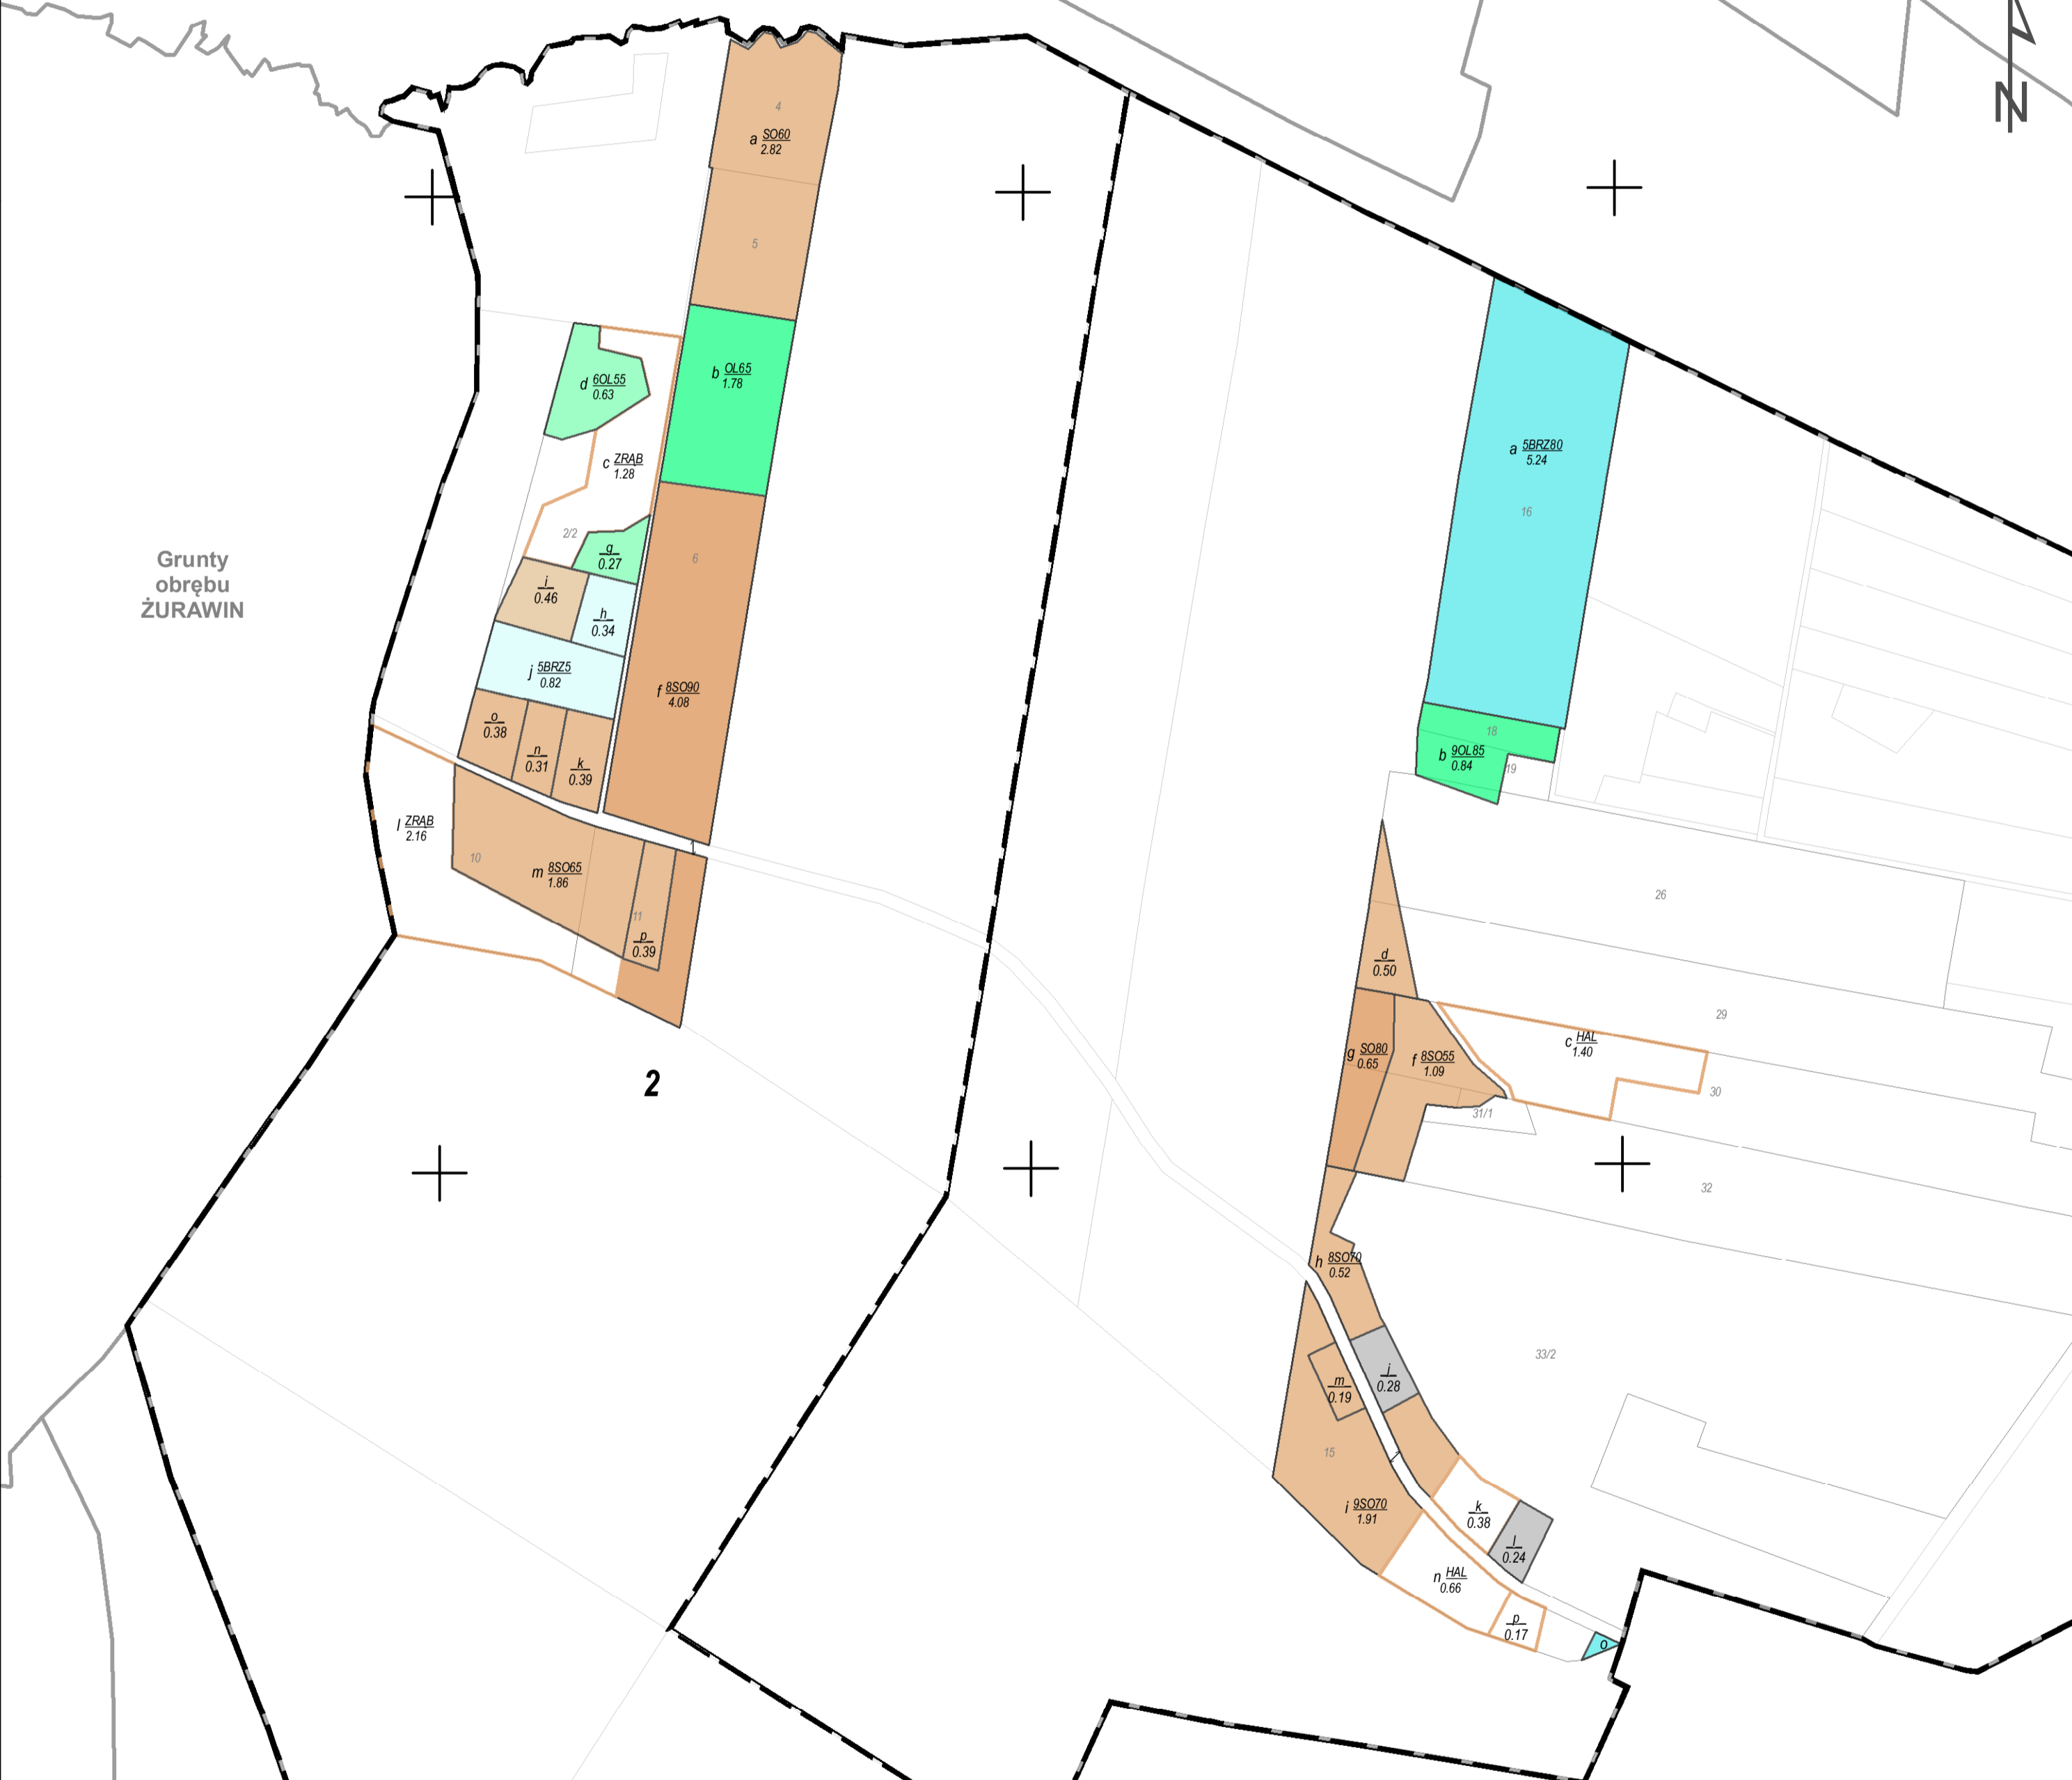 N
4
a SO60
2.82
5
b OL65
1.78
d 6OL55
0.63
c ZRĄB
1.28
2/2
g
0.27
6
i
0.46
h
0.34
j 5BRZ5
0.82
f 8SO90
4.08
o
0.38
n
0.31
k
0.39
l ZRĄB
2.16
10
m 8SO65
1.86
11
p
0.39
Grunty
obrębu
ŻURAWIN
2
a 5BRZ80
5.24
16
18
b 9OL85
0.84
19
26
d
0.50
29
c HAL
1.40
g SO80
0.65
f 8SO55
1.09
30
31/1
32
h 8SO70
0.52
33/2
j
0.28
m
0.19
15
i 9SO70
1.91
k
0.38
l
0.24
n HAL
0.66
p
0.17
o